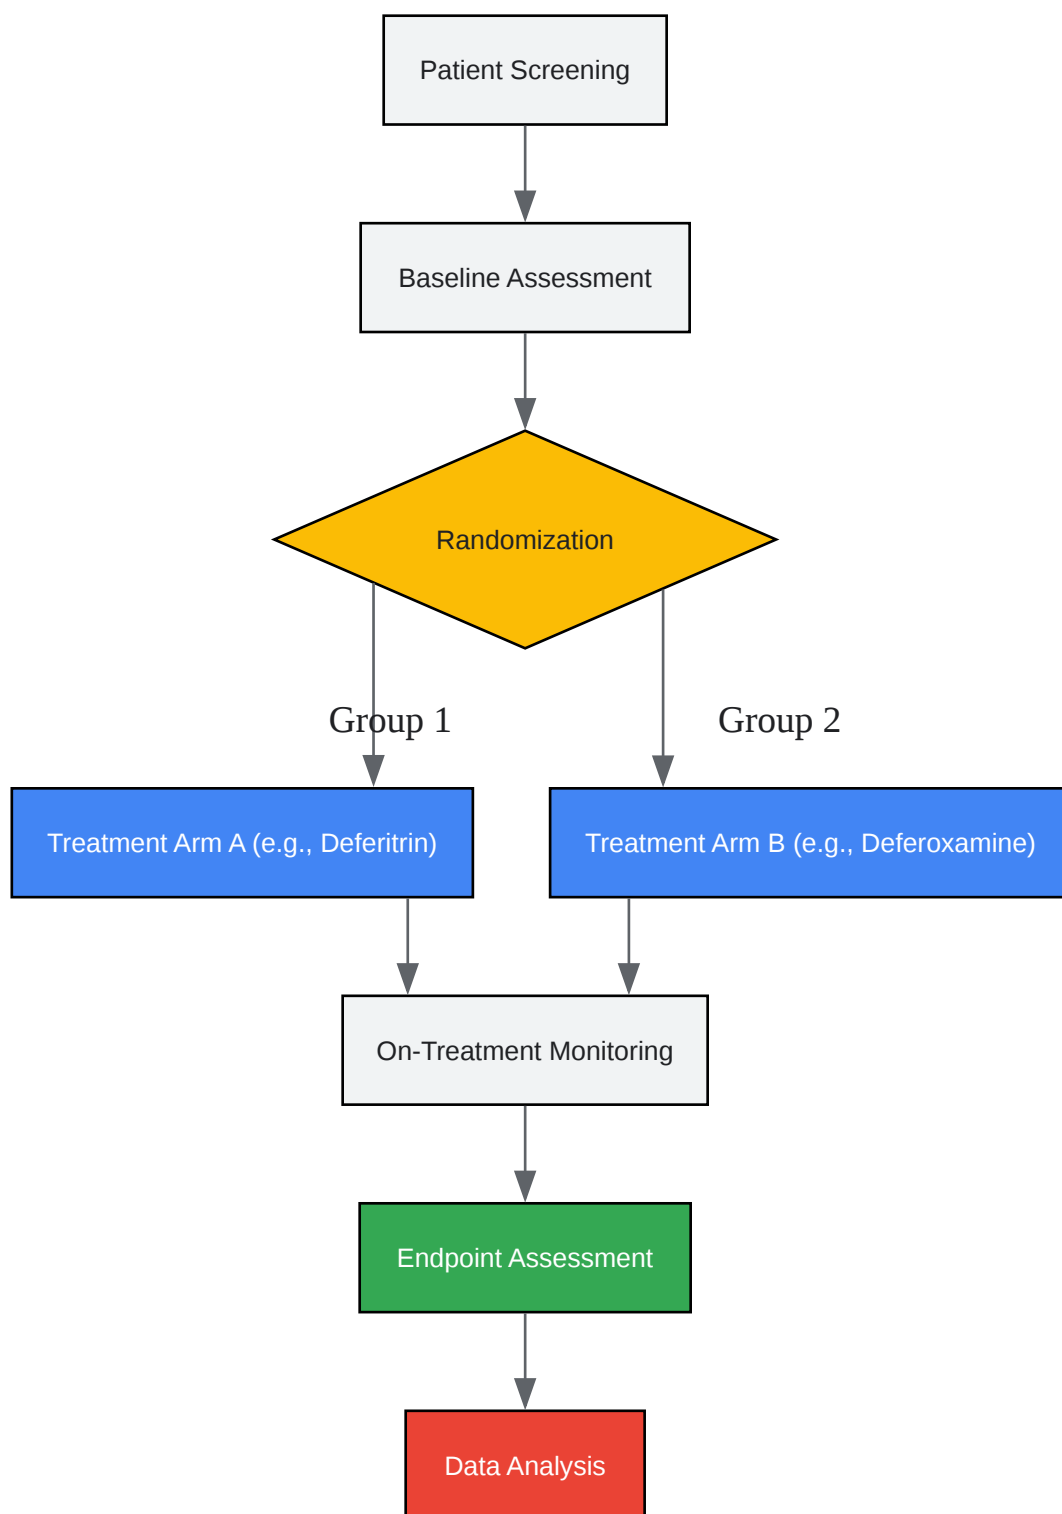 Patient Screening
Baseline Assessment
Randomization
Group 1
Group 2
Treatment Arm A (e.g., Deferitrin)
Treatment Arm B (e.g., Deferoxamine)
On-Treatment Monitoring
Endpoint Assessment
Data Analysis